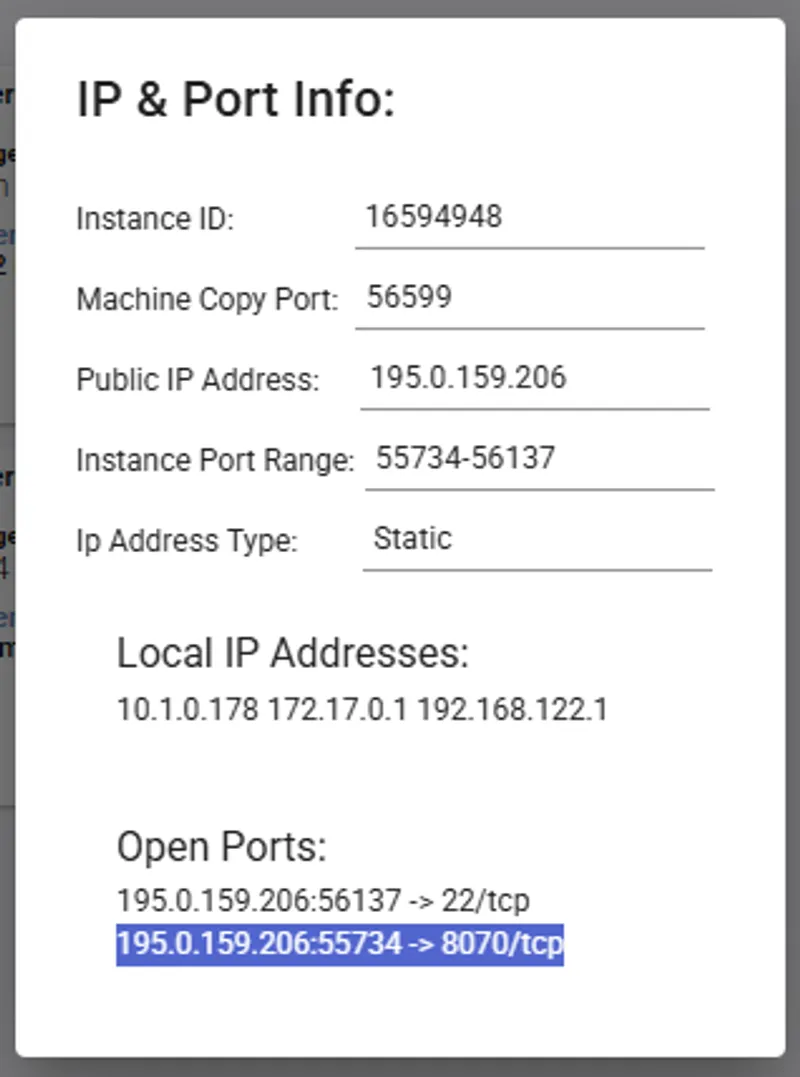 IP & Port Info:
Instance ID: 16594948
Machine Copy Port: 56599
Public IP Address: 195.0.159.206
Instance Port Range: 55734-56137
Ip Address Type: Static
Local IP Addresses:
10.1.0.178 172.17.0.1 192.168.122.1
Open Ports:
195.0.159.206:56137 -> 22/tcp
195.0.159.206:55734 -> 8070/tcp